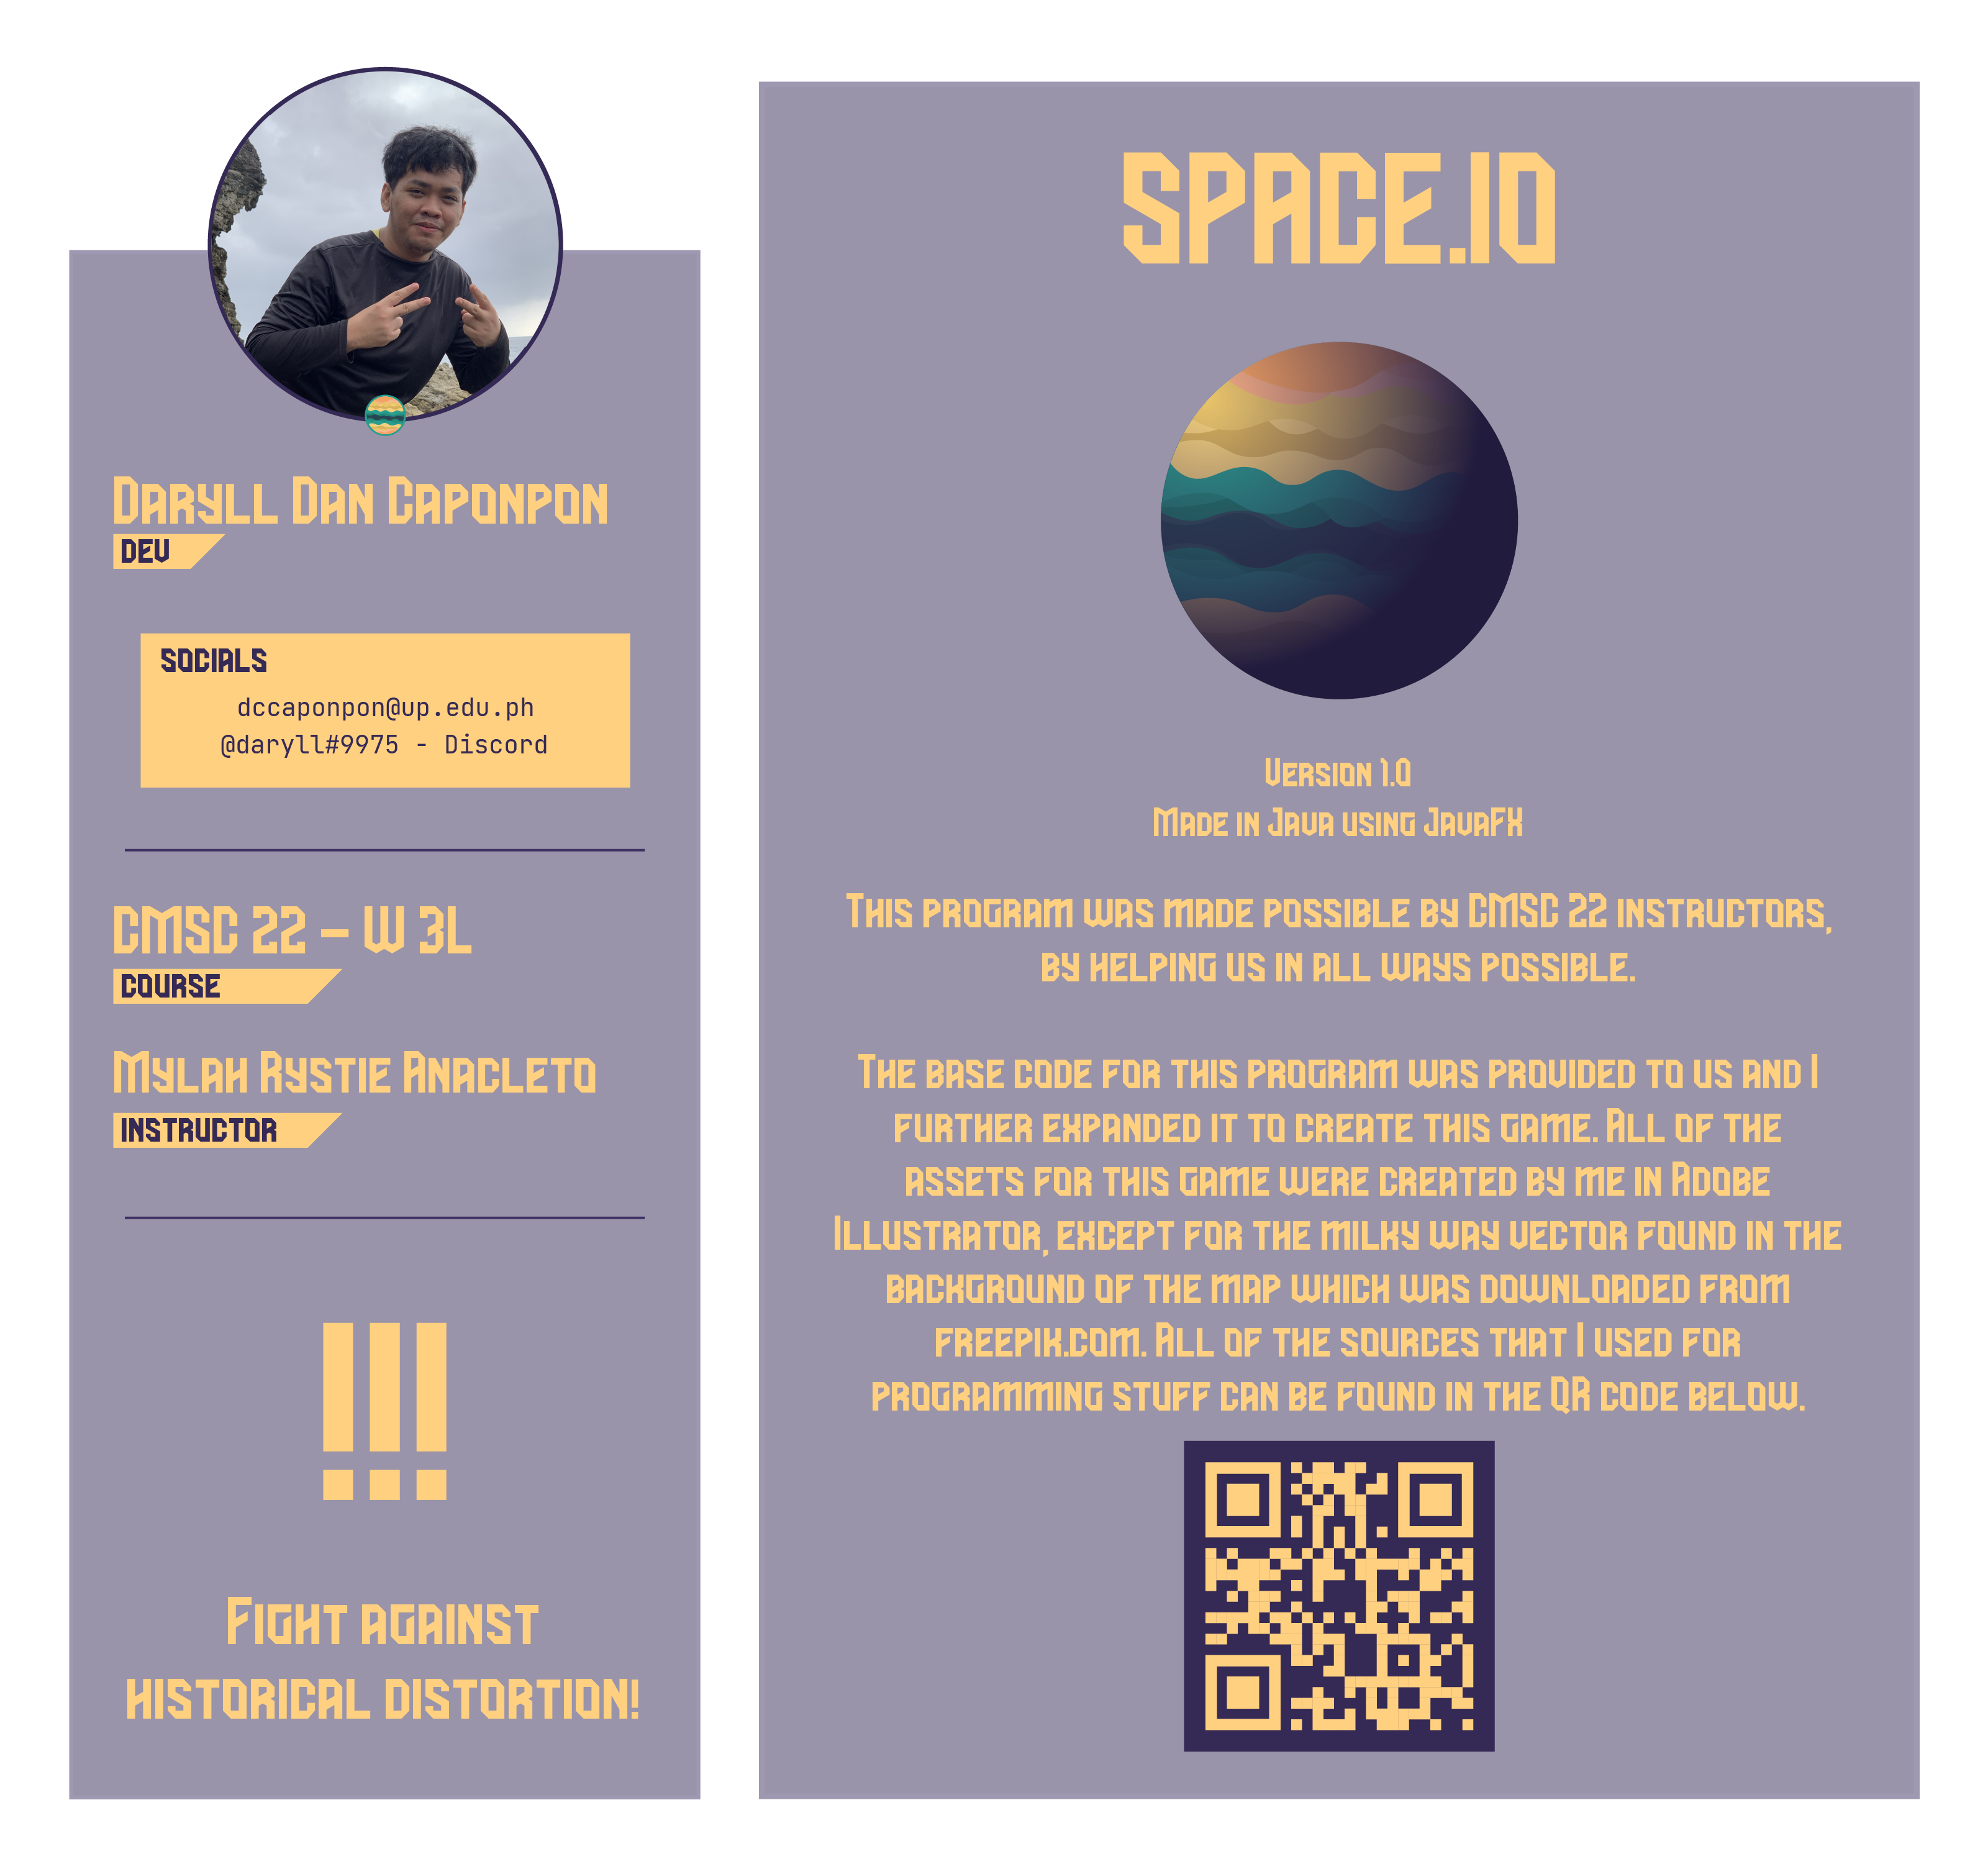 Daryll Dan Caponpon
DEV
SOCIALS
dccaponpon@up.edu.ph
@daryll#9975 - Discord
CMSC 22 – W 3L
COURSE
Mylah Rystie Anacleto
INSTRUCTOR
!!!
Fight against
historical distortion!
SPACE.IO
Version 1.0
Made in Java using JavaFX
This program was made possible by CMSC 22 instructors,
by helping us in all ways possible.
The base code for this program was provided to us and I
further expanded it to create this game. All of the
assets for this game were created by me in Adobe
Illustrator, except for the milky way vector found in the
background of the map which was downloaded from
freepik.com. All of the sources that I used for
programming stuff can be found in the QR code below.